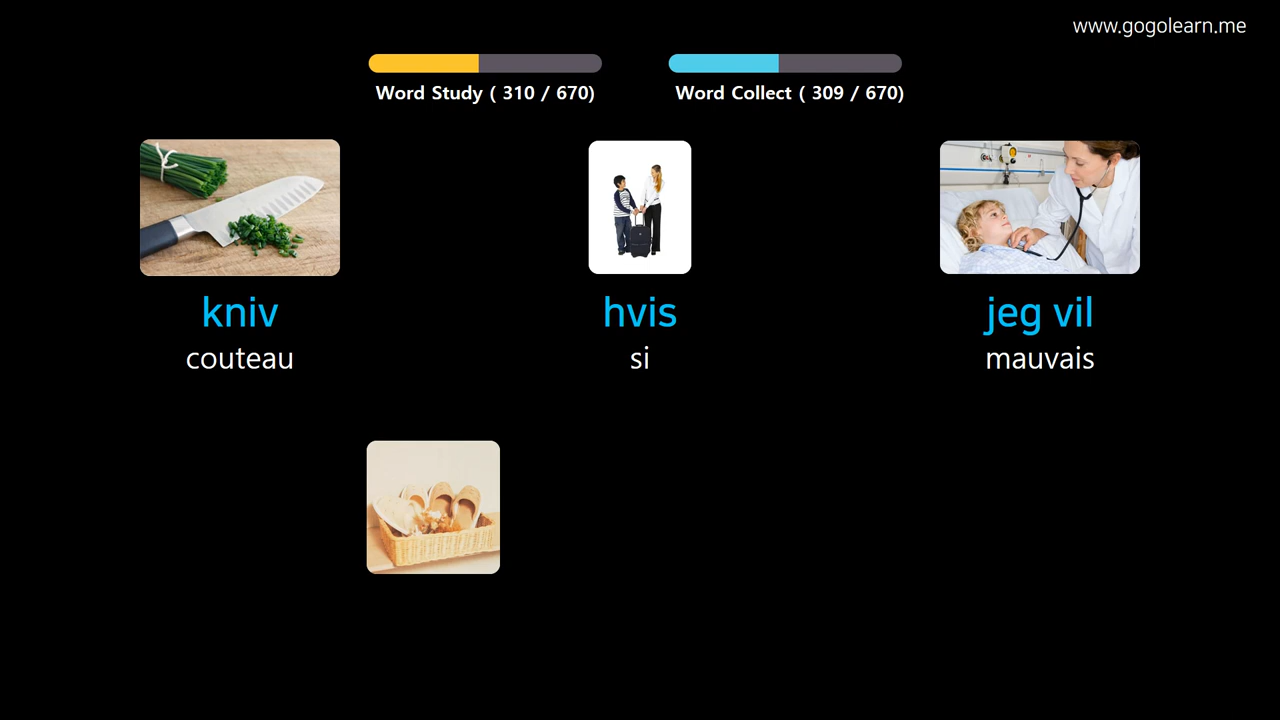 www.gogolearn.me
Word Study ( 310 / 670)
Word Collect ( 309 / 670)
kniv
couteau
hvis
si
jeg vil
mauvais